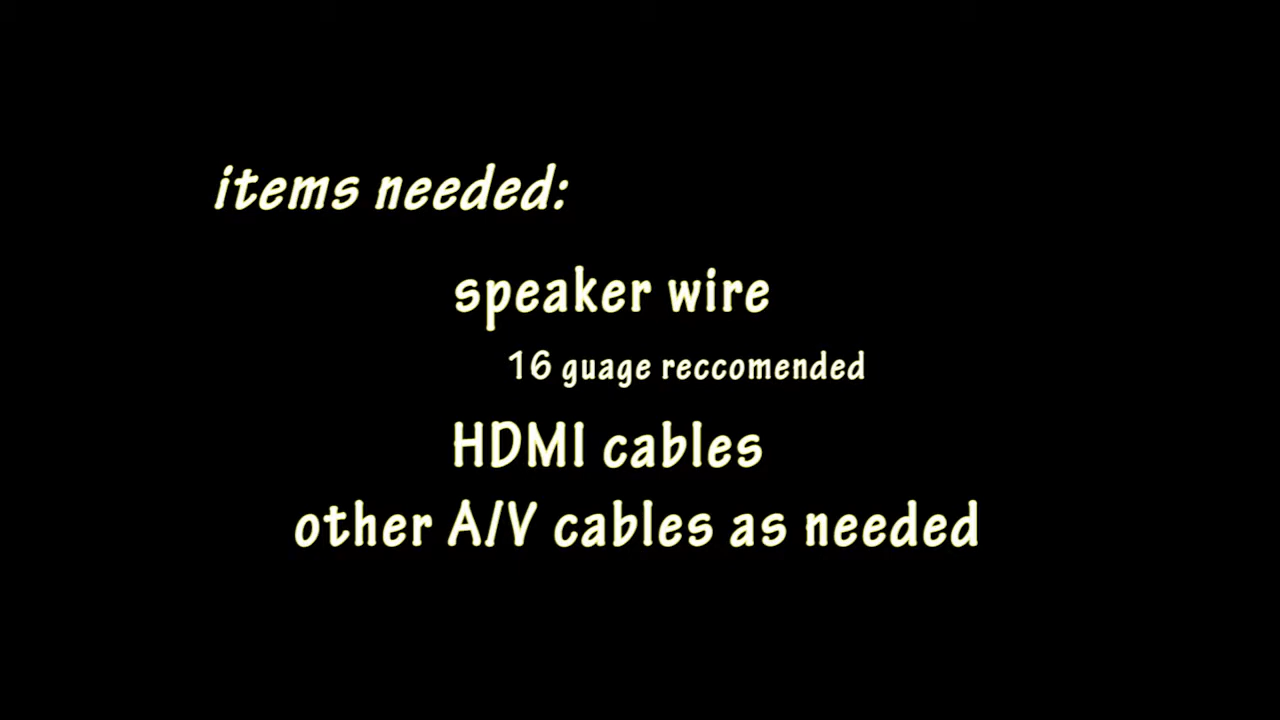 items needed:
speaker wire
16 guage reccomended
HDMI cables
other A/V cables as needed